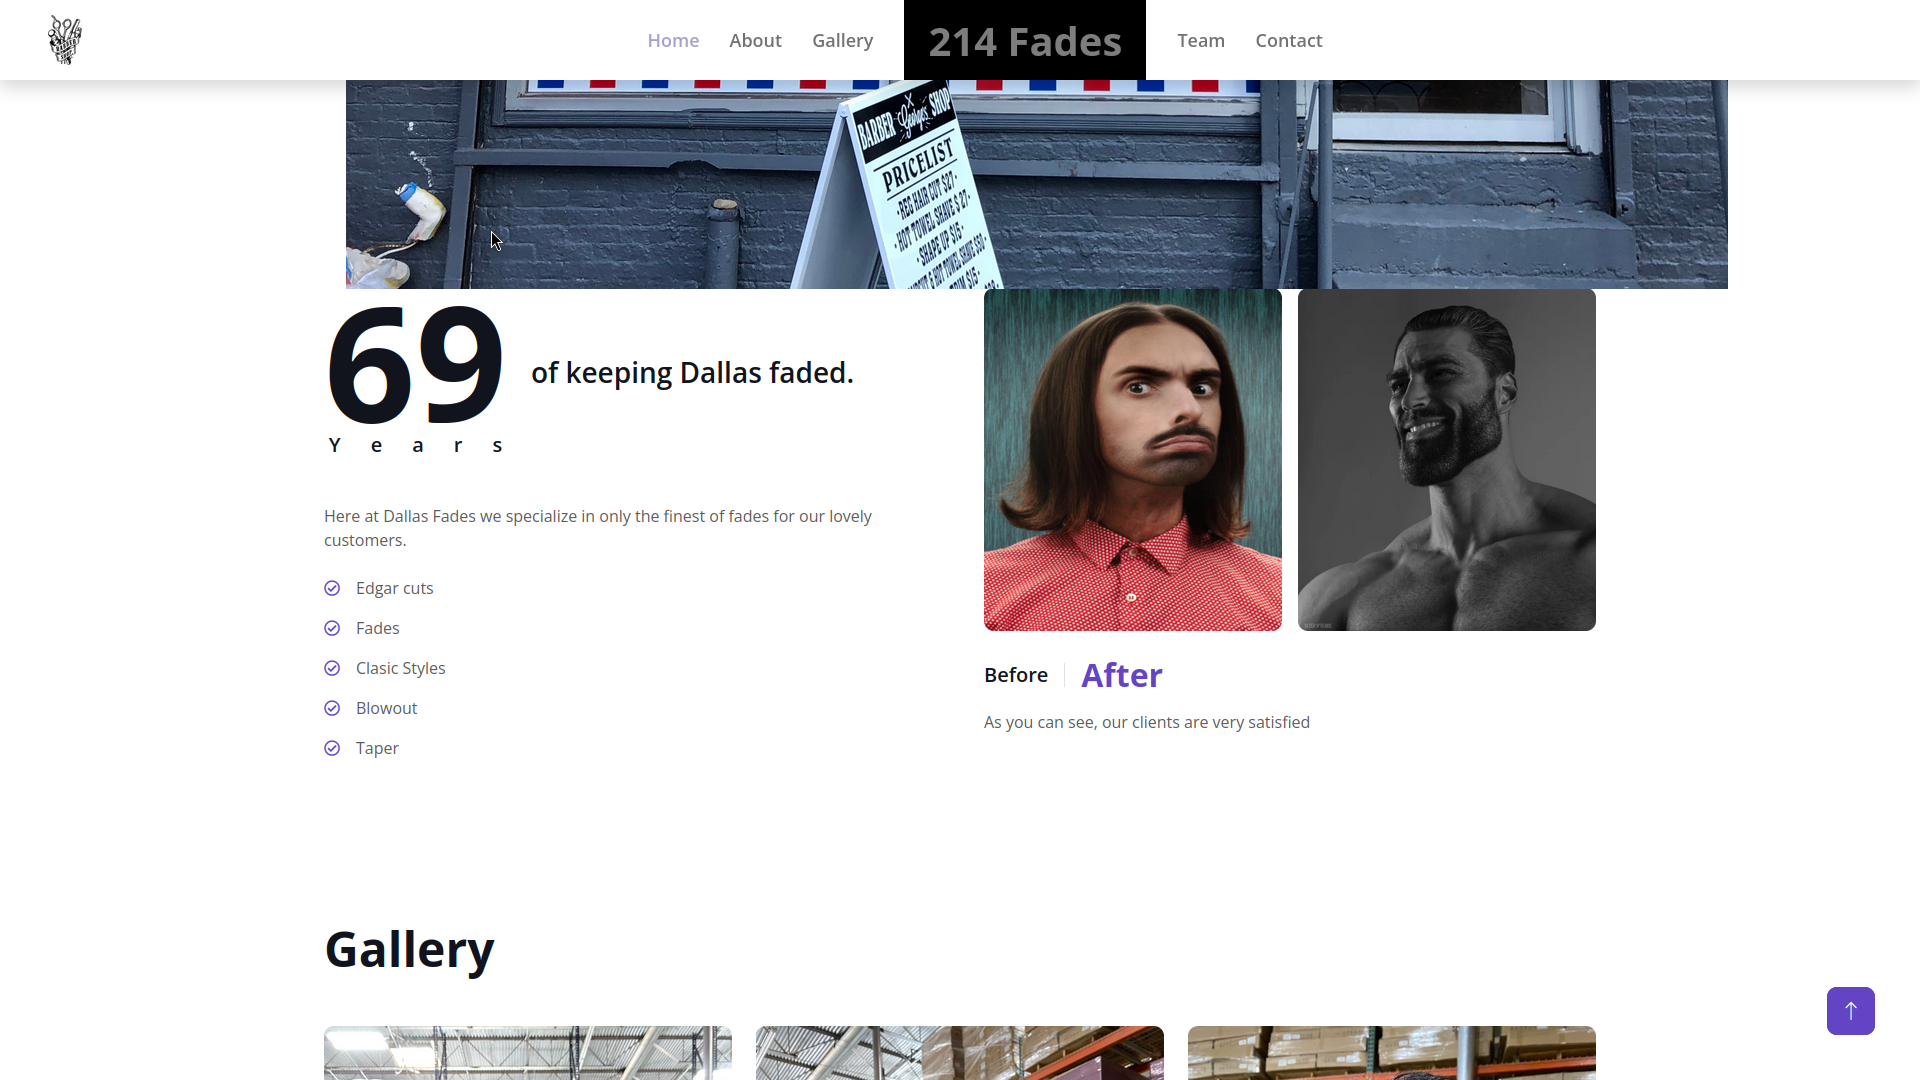 Home
About
Gallery
214 Fades
Team
Contact
BARBER George's SHOP
PRICELIST
·REG HAIR CUT $27·
·HOT TOWEL SHAVE $27·
·SHAPE UP $15·
69
Years
of keeping Dallas faded.
Here at Dallas Fades we specialize in only the finest of fades for our lovely
customers.
Edgar cuts
Fades
Clasic Styles
Blowout
Taper
Before
After
As you can see, our clients are very satisfied
Gallery